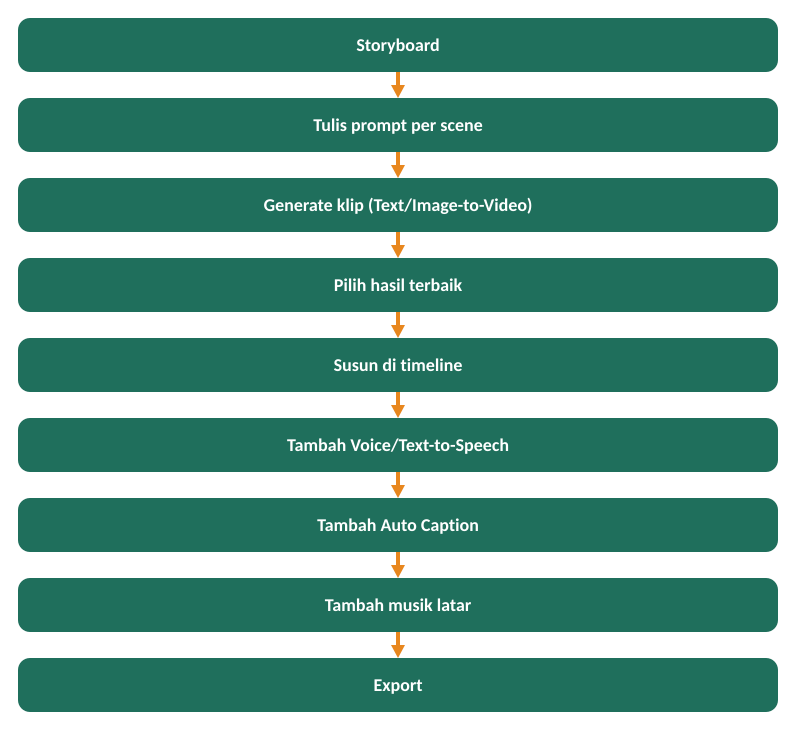 Storyboard
Tulis prompt per scene
Generate klip (Text/Image-to-Video)
Pilih hasil terbaik
Susun di timeline
Tambah Voice/Text-to-Speech
Tambah Auto Caption
Tambah musik latar
Export